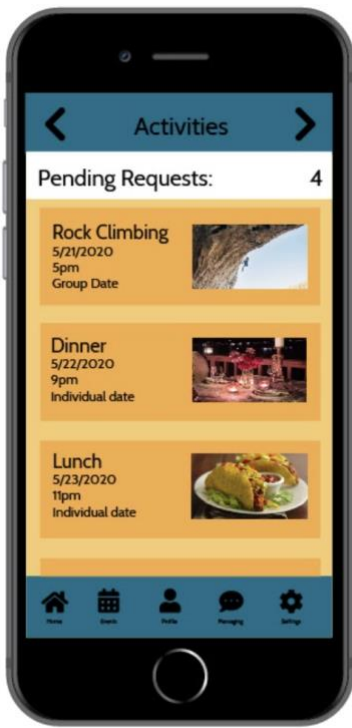 Activities
Pending Requests: 4
Rock Climbing
5/21/2020
5pm
Group Date
Dinner
5/22/2020
9pm
Individual date
Lunch
5/23/2020
11pm
Individual date
Home Events Profile Messaging Settings